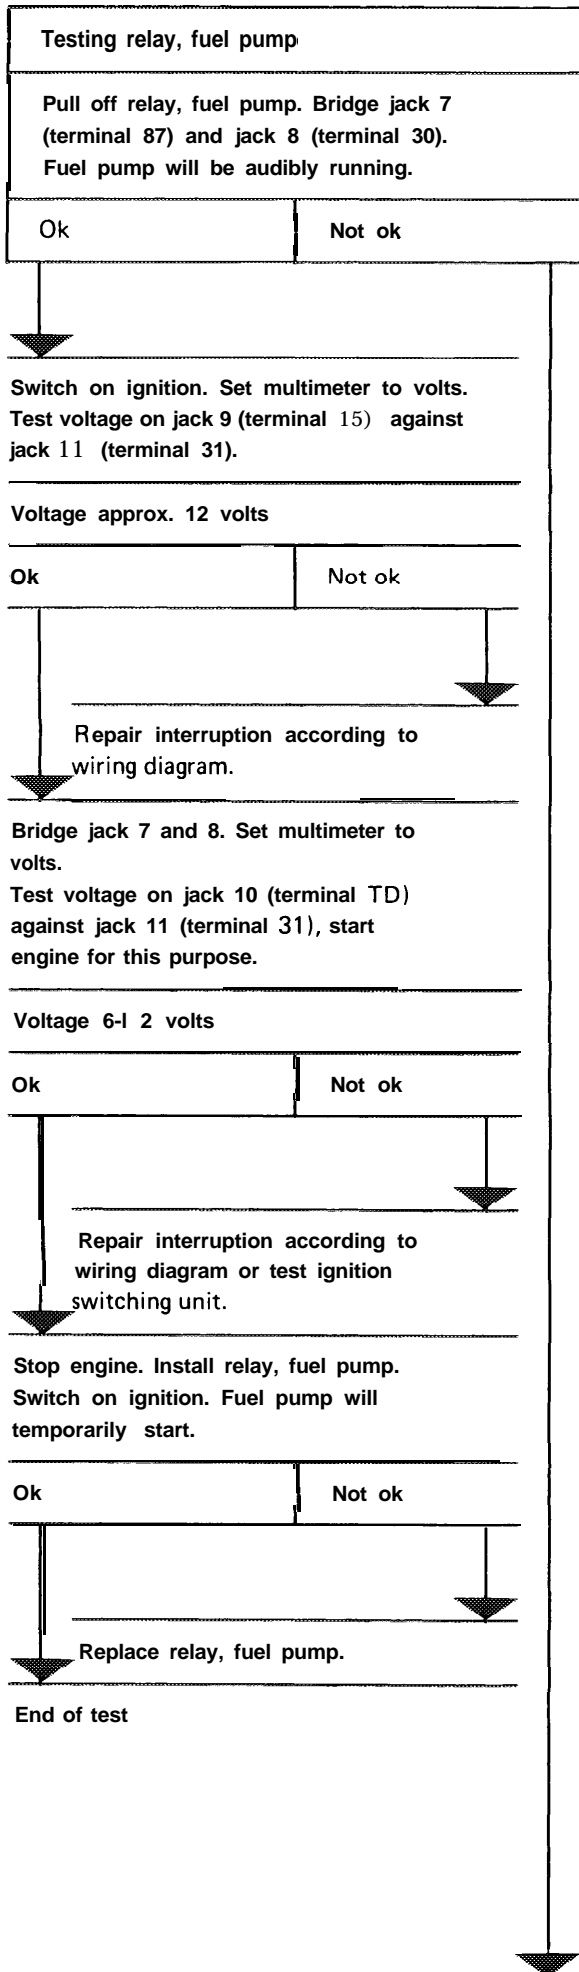 Testing relay, fuel pump
Pull off relay, fuel pump. Bridge jack 7
(terminal 87) and jack 8 (terminal 30).
Fuel pump will be audibly running.
Ok
Not ok
Switch on ignition. Set multimeter to volts.
Test voltage on jack 9 (terminal 15) against
jack 11 (terminal 31).
Voltage approx. 12 volts
Ok
Not ok
Repair interruption according to
wiring diagram.
Bridge jack 7 and 8. Set multimeter to
volts.
Test voltage on jack 10 (terminal TD)
against jack 11 (terminal 31), start
engine for this purpose.
Voltage 6-I 2 volts
Ok
Not ok
Repair interruption according to
wiring diagram or test ignition
switching unit.
Stop engine. Install relay, fuel pump.
Switch on ignition. Fuel pump will
temporarily start.
Ok
Not ok
Replace relay, fuel pump.
End of test